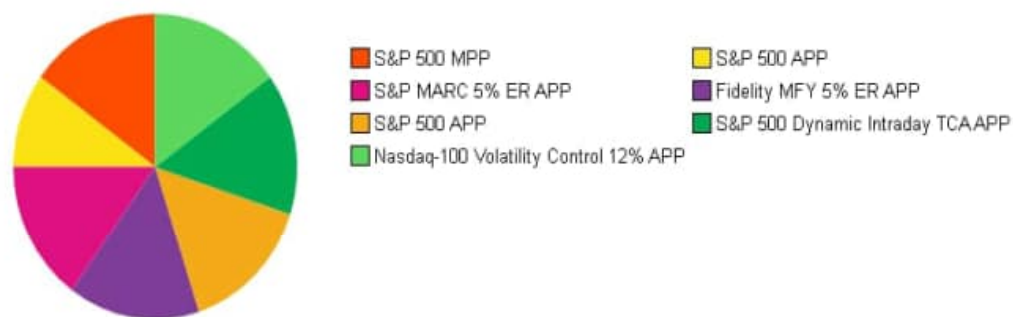 S&P 500 MPP
S&P 500 APP
S&P MARC 5% ER APP
Fidelity MFY 5% ER APP
S&P 500 APP
S&P 500 Dynamic Intraday TCA APP
Nasdaq-100 Volatility Control 12% APP